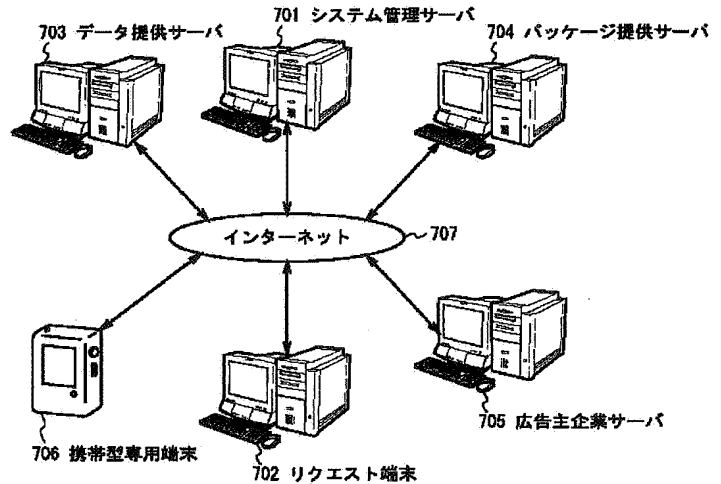 701 システム管理サーバ
703 データ提供サーバ
704 パッケージ提供サーバ
インターネット
707
705 広告主企業サーバ
706 携帯型専用端末
702 リクエスト端末